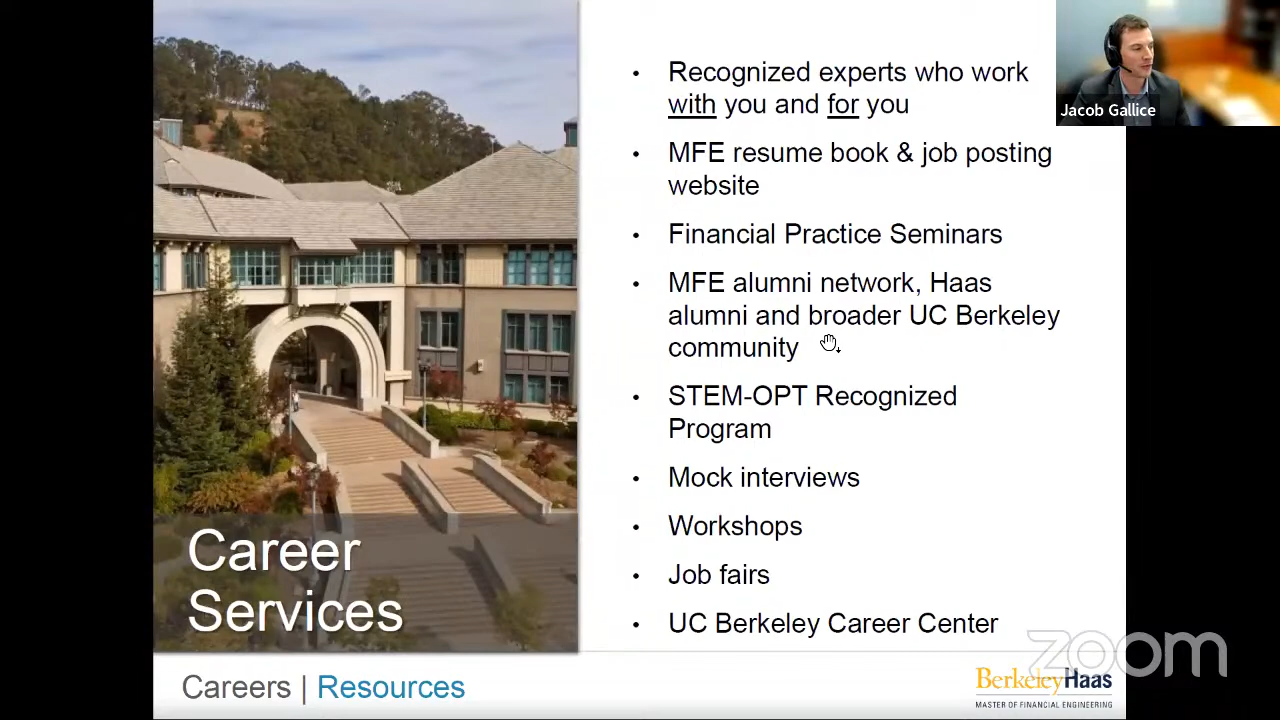 Recognized experts who work
with you and for you
MFE resume book & job posting
website
Financial Practice Seminars
MFE alumni network, Haas
alumni and broader UC Berkeley
community
STEM-OPT Recognized
Program
Mock interviews
Workshops
Job fairs
UC Berkeley Career Center
Career
Services
Careers | Resources
BerkeleyHaas
MASTER OF FINANCIAL ENGINEERING
Jacob Gallice
zoom